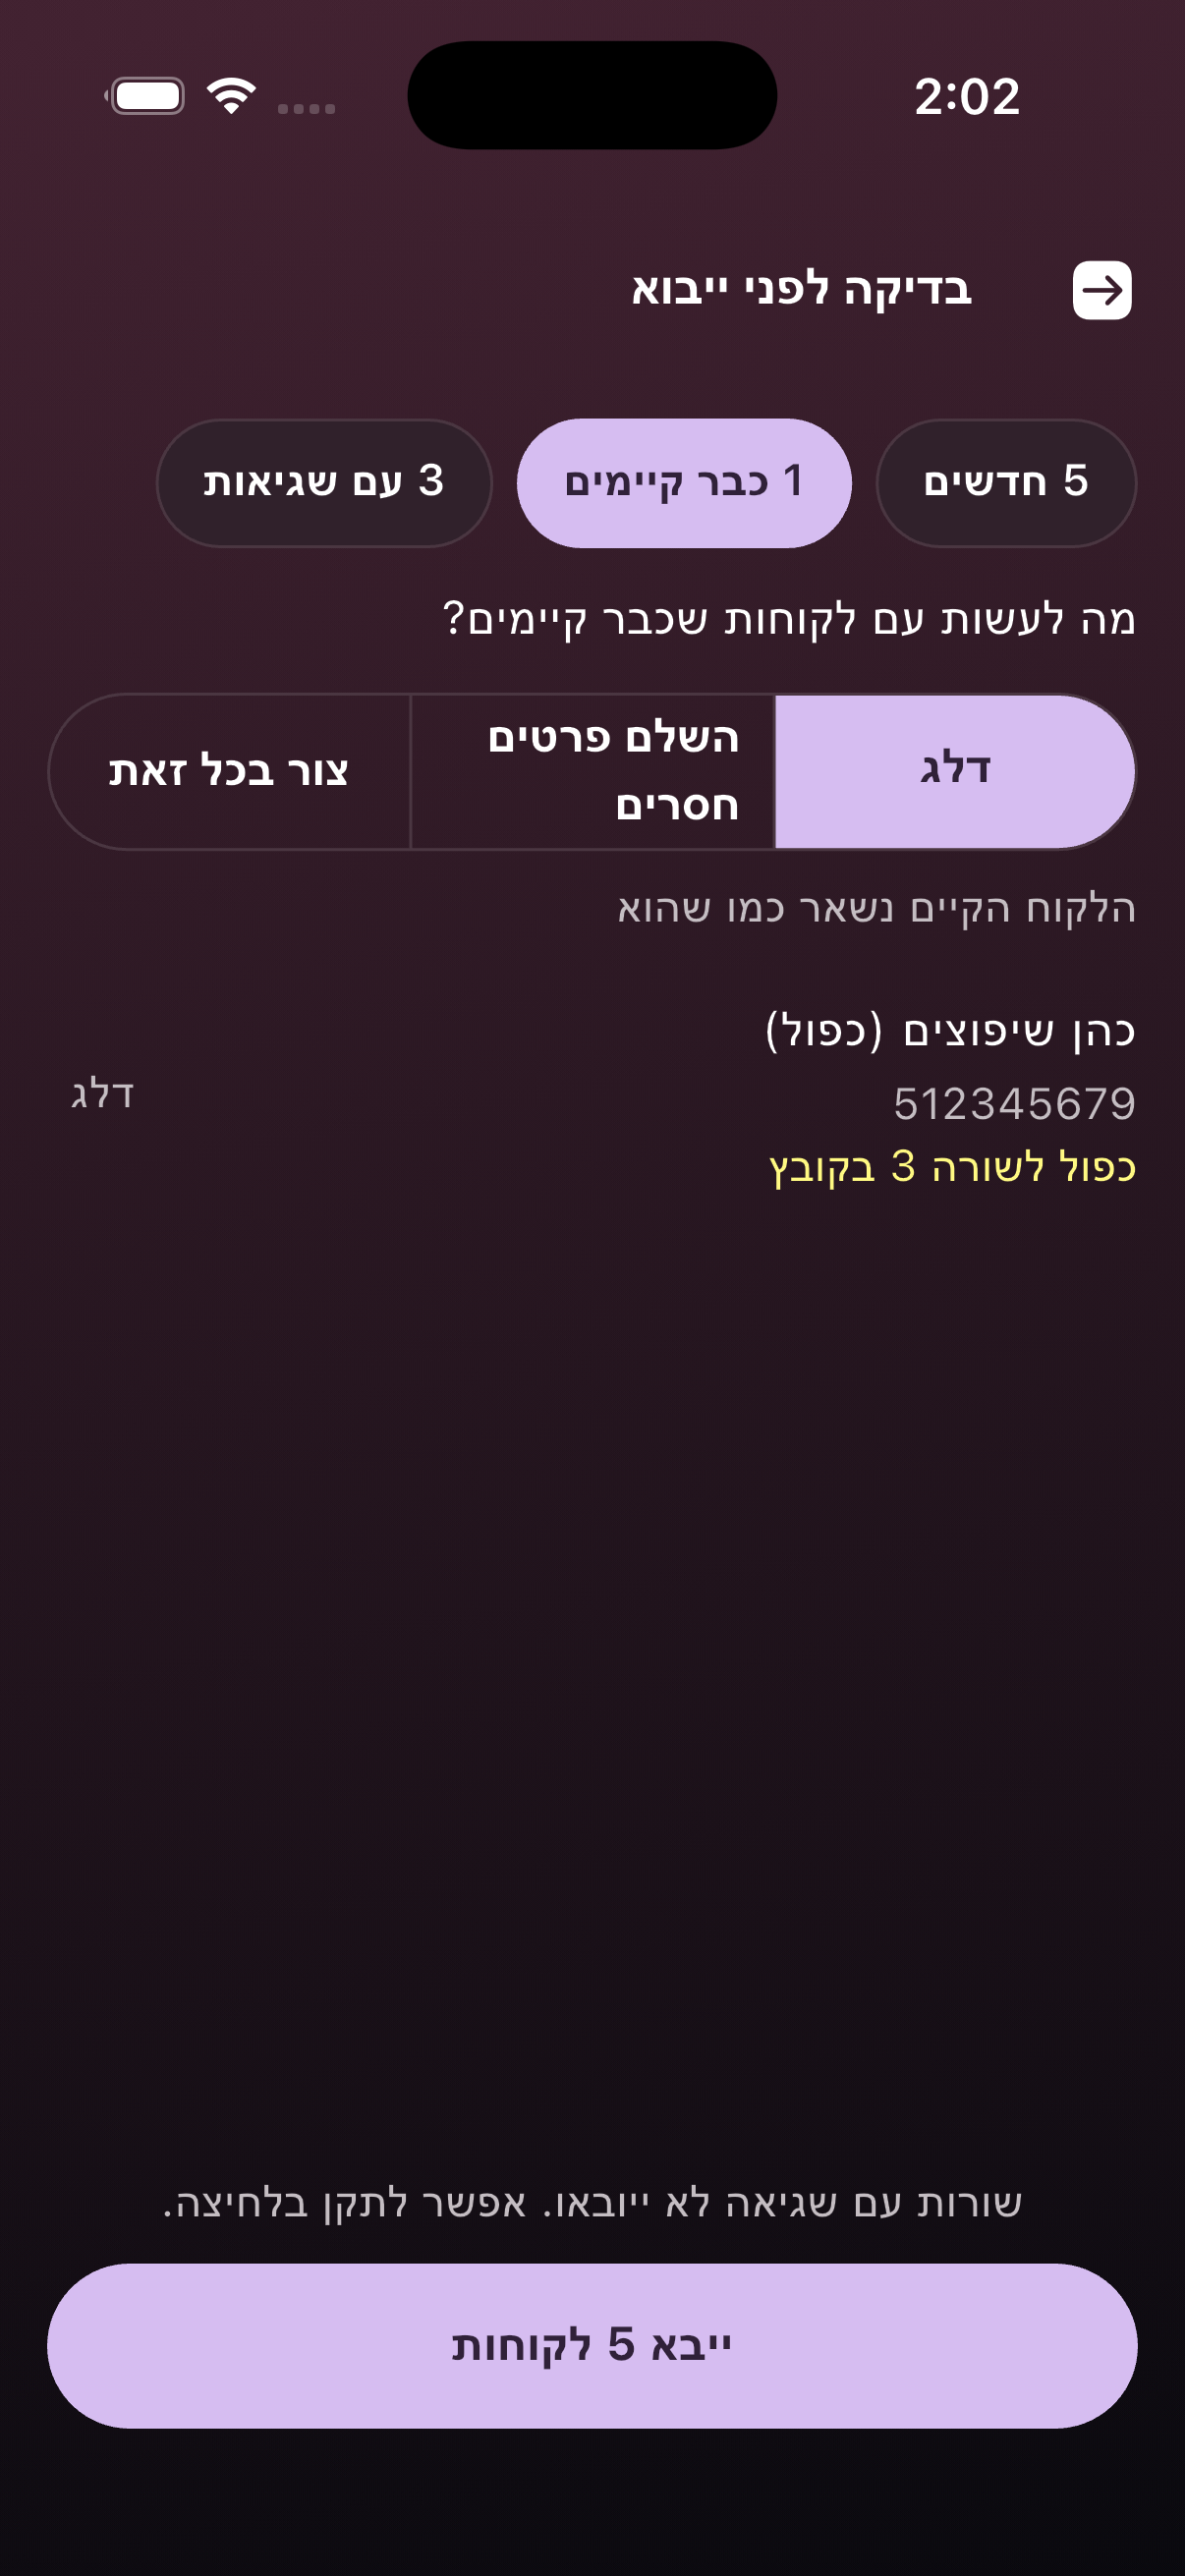 2:02
בדיקה לפני ייבוא
5 חדשים
1 כבר קיימים
3 עם שגיאות
מה לעשות עם לקוחות שכבר קיימים?
דלג
השלם פרטים
חסרים
צור בכל זאת
הלקוח הקיים נשאר כמו שהוא
כהן שיפוצים (כפול)
512345679
דלג
כפול לשורה 3 בקובץ
שורות עם שגיאה לא ייובאו. אפשר לתקן בלחיצה.
ייבא 5 לקוחות